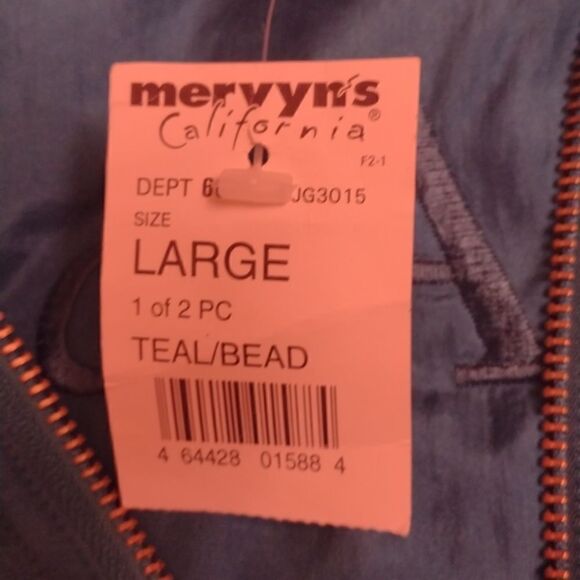 mervyn's
California®
F2-1
DEPT JG3015
SIZE
LARGE
1 of 2 PC
TEAL/BEAD
4 64428 01588 4
A